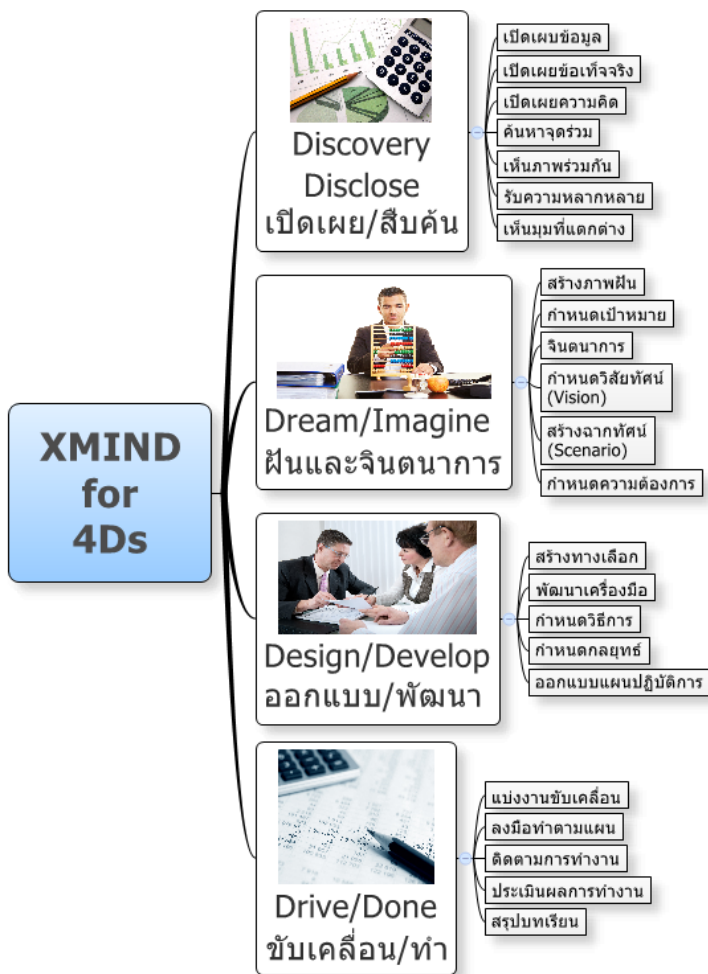 XMIND
for
4Ds
Discovery
Disclose
เปิดเผย/สืบค้น
เปิดเผบข้อมูล
เปิดเผยข้อเท็จจริง
เปิดเผยความคิด
ค้นหาจุดร่วม
เห็นภาพร่วมกัน
รับความหลากหลาย
เห็นมุมที่แตกต่าง
Dream/Imagine
ฝันและจินตนาการ
สร้างภาพฝัน
กำหนดเป้าหมาย
จินตนาการ
กำหนดวิสัยทัศน์
(Vision)
สร้างฉากทัศน์
(Scenario)
กำหนดความต้องการ
Design/Develop
ออกแบบ/พัฒนา
สร้างทางเลือก
พัฒนาเครื่องมือ
กำหนดวิธีการ
กำหนดกลยุทธ์
ออกแบบแผนปฏิบัติการ
Drive/Done
ขับเคลื่อน/ทำ
แบ่งงานขับเคลื่อน
ลงมือทำตามแผน
ติดตามการทำงาน
ประเมินผลการทำงาน
สรุปบทเรียน